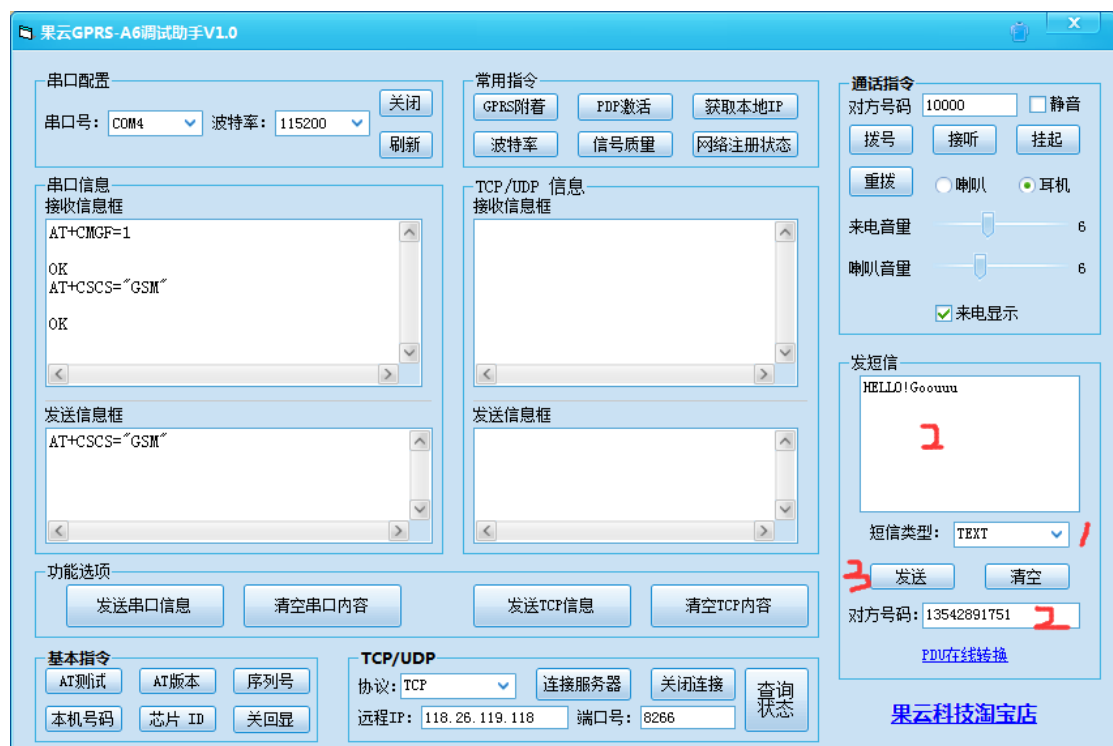 果云GPRS-A6调试助手V1.0
串口配置
串口号: COM4 波特率: 115200 关闭
刷新
常用指令
GPRS附着 PDP激活 获取本地IP
波特率 信号质量 网络注册状态
通话指令
对方号码 10000 静音
拨号 接听 挂起
重拨 喇叭 耳机
来电音量 6
喇叭音量 6
来电显示
串口信息
接收信息框
AT+CMGF=1
OK
AT+CSCS="GSM"
OK
发送信息框
AT+CSCS="GSM"
TCP/UDP 信息
接收信息框
发送信息框
发短信
HELLO!Goouuu
2
短信类型: TEXT 1
3 发送 清空
对方号码: 13542891751 2
PDU在线转换
果云科技淘宝店
功能选项
发送串口信息 清空串口内容 发送TCP信息 清空TCP内容
基本指令
AT测试 AT版本 序列号
本机号码 芯片 ID 关回显
TCP/UDP
协议: TCP 连接服务器 关闭连接 查询状态
远程IP: 118.26.119.118 端口号: 8266